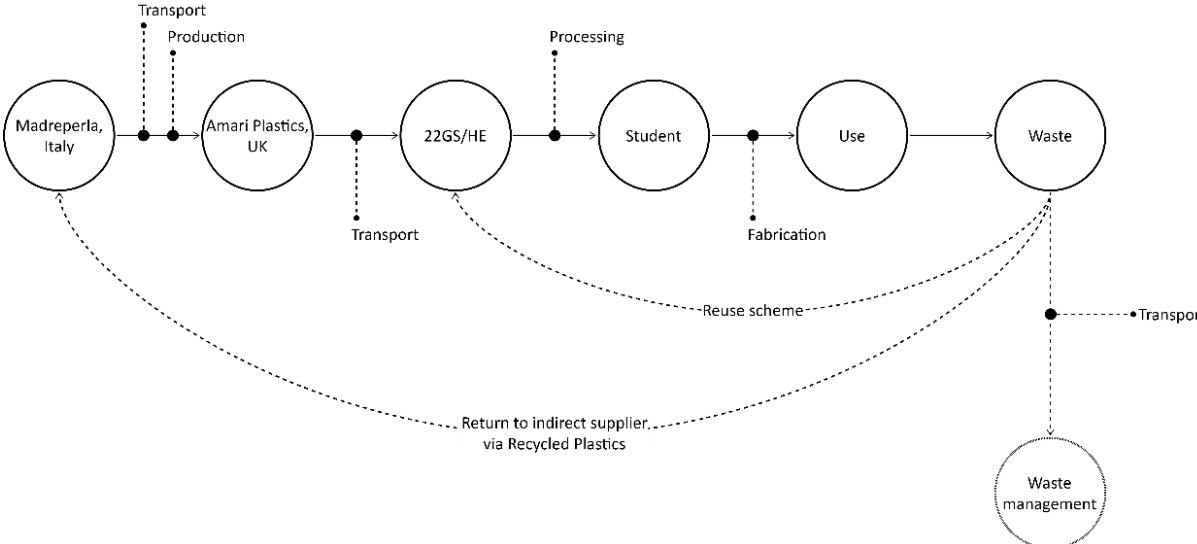 Transport
Production
Processing
Madreperla,
Italy
Amari Plastics,
UK
22GS/HE
Student
Use
Waste
Transport
Fabrication
Reuse scheme
Transpor
Return to indirect supplier
via Recycled Plastics
Waste
management